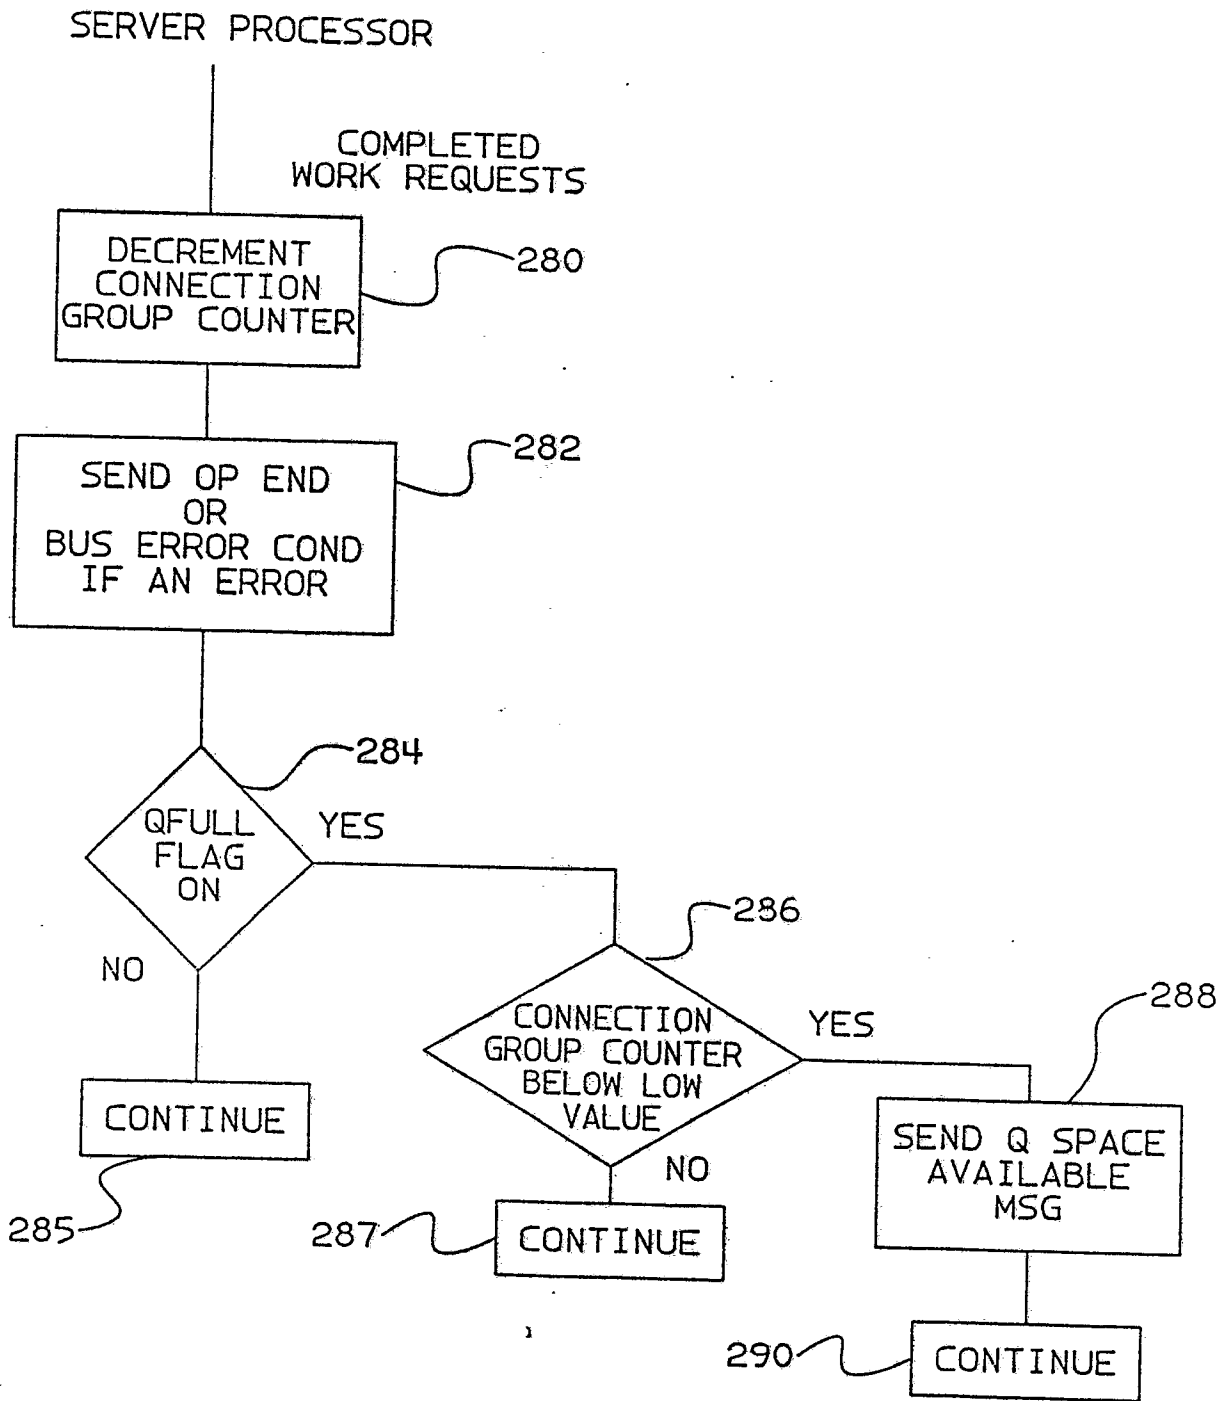 SERVER PROCESSOR
COMPLETED
WORK REQUESTS
DECREMENT
CONNECTION
GROUP COUNTER
280
SEND OP END
OR
BUS ERROR COND
IF AN ERROR
282
284
QFULL
FLAG
ON
YES
NO
286
CONNECTION
GROUP COUNTER
BELOW LOW
VALUE
YES
NO
288
CONTINUE
285
CONTINUE
287
SEND Q SPACE
AVAILABLE
MSG
CONTINUE
290